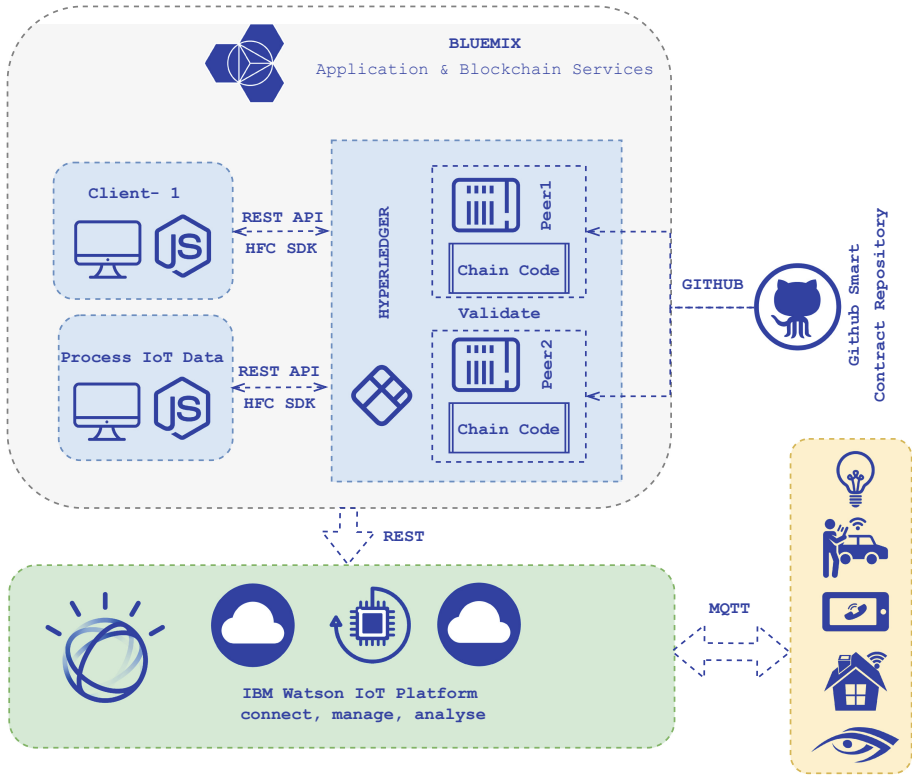 BLUEMIX
Application & Blockchain Services
Client- 1
JS
REST API
HFC SDK
HYPERLEDGER
Peer1
Chain Code
Validate
Process IoT Data
JS
REST API
HFC SDK
Peer2
Chain Code
GITHUB
Github Smart
Contract Repository
REST
MQTT
IBM Watson IoT Platform
connect, manage, analyse